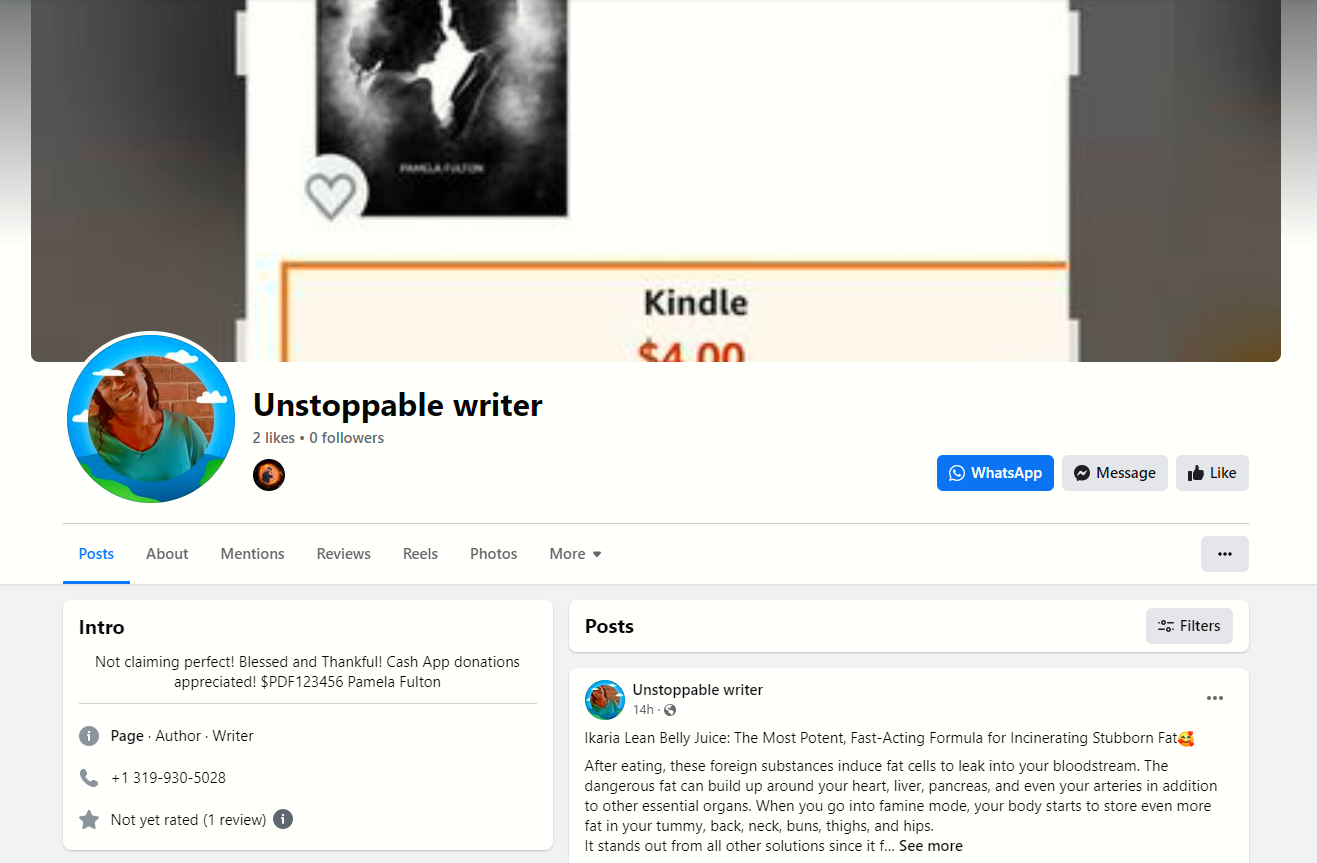 PAMELA FULTON
Kindle
$4.00
Unstoppable writer
2 likes • 0 followers
WhatsApp
Message
Like
Posts
About
Mentions
Reviews
Reels
Photos
More
Intro
Not claiming perfect! Blessed and Thankful! Cash App donations
appreciated! $PDF123456 Pamela Fulton
Page · Author · Writer
+1 319-930-5028
Not yet rated (1 review)
Posts
Filters
Unstoppable writer
14h ·
Ikaria Lean Belly Juice: The Most Potent, Fast-Acting Formula for Incinerating Stubborn Fat🥰
After eating, these foreign substances induce fat cells to leak into your bloodstream. The
dangerous fat can build up around your heart, liver, pancreas, and even your arteries in addition
to other essential organs. When you go into famine mode, your body starts to store even more
fat in your tummy, back, neck, buns, thighs, and hips.
It stands out from all other solutions since it f... See more